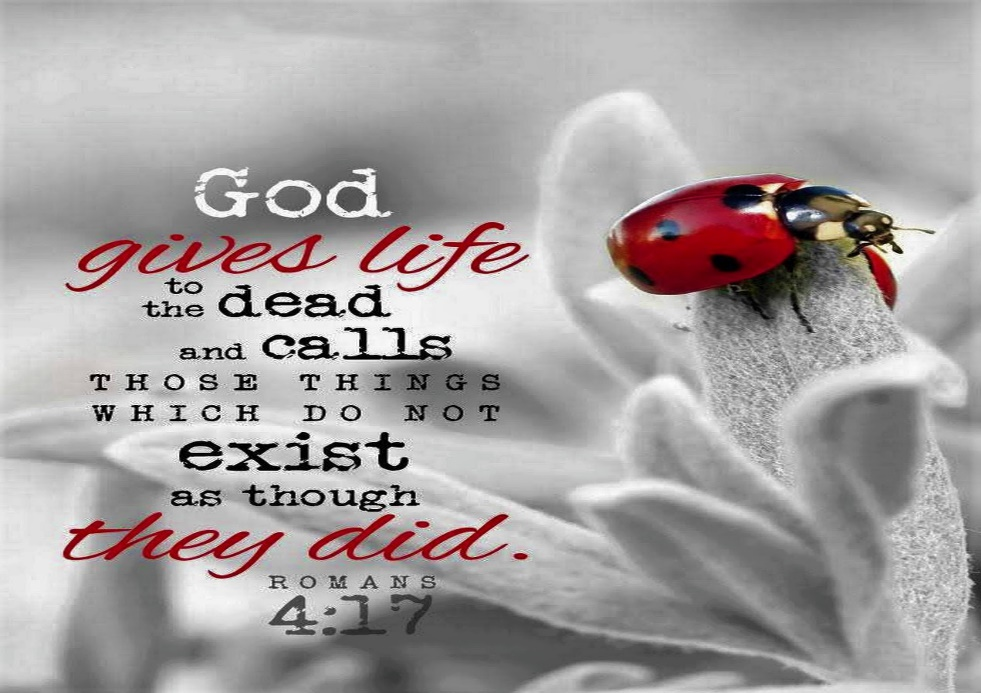 God
gives life
to
the dead
and calls
THOSE THINGS
WHICH DO NOT
exist
as though
they did.
ROMANS
4:17